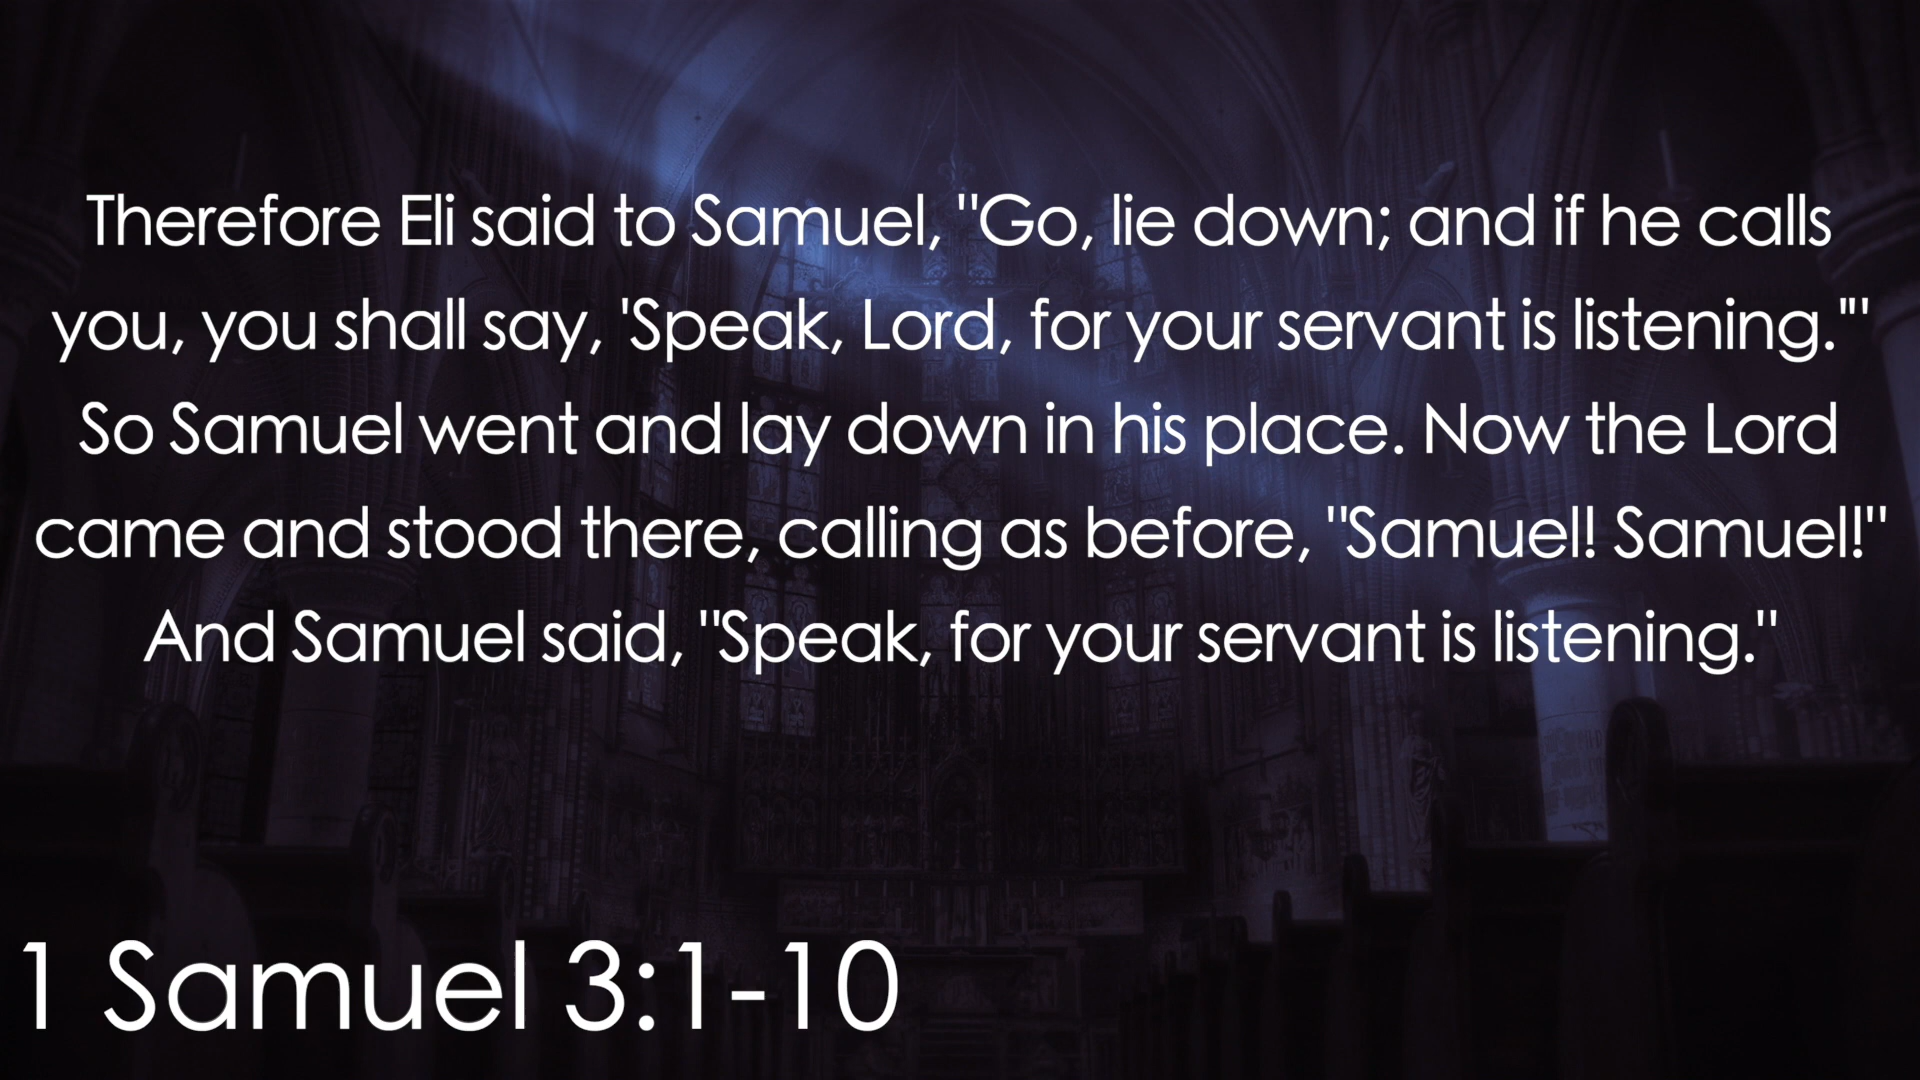 Therefore Eli said to Samuel, "Go, lie down; and if he calls
you, you shall say, 'Speak, Lord, for your servant is listening.'"
So Samuel went and lay down in his place. Now the Lord
came and stood there, calling as before, "Samuel! Samuel!"
And Samuel said, "Speak, for your servant is listening."
1 Samuel 3:1-10